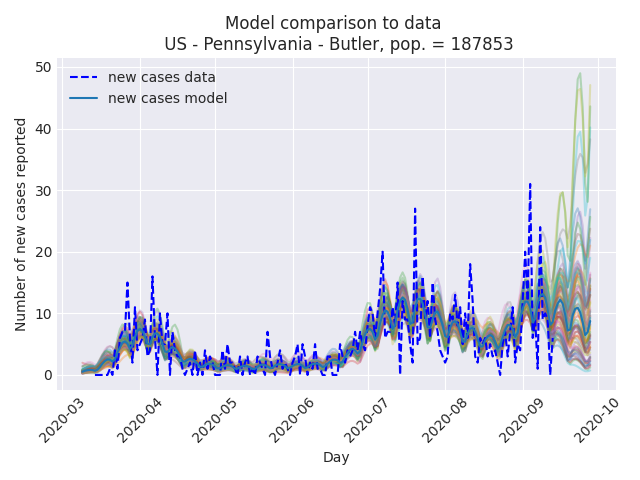 Model comparison to data
US - Pennsylvania - Butler, pop. = 187853
new cases data
new cases model
Number of new cases reported
50
40
30
20
10
0
2020-03
2020-04
2020-05
2020-06
2020-07
2020-08
2020-09
2020-10
Day